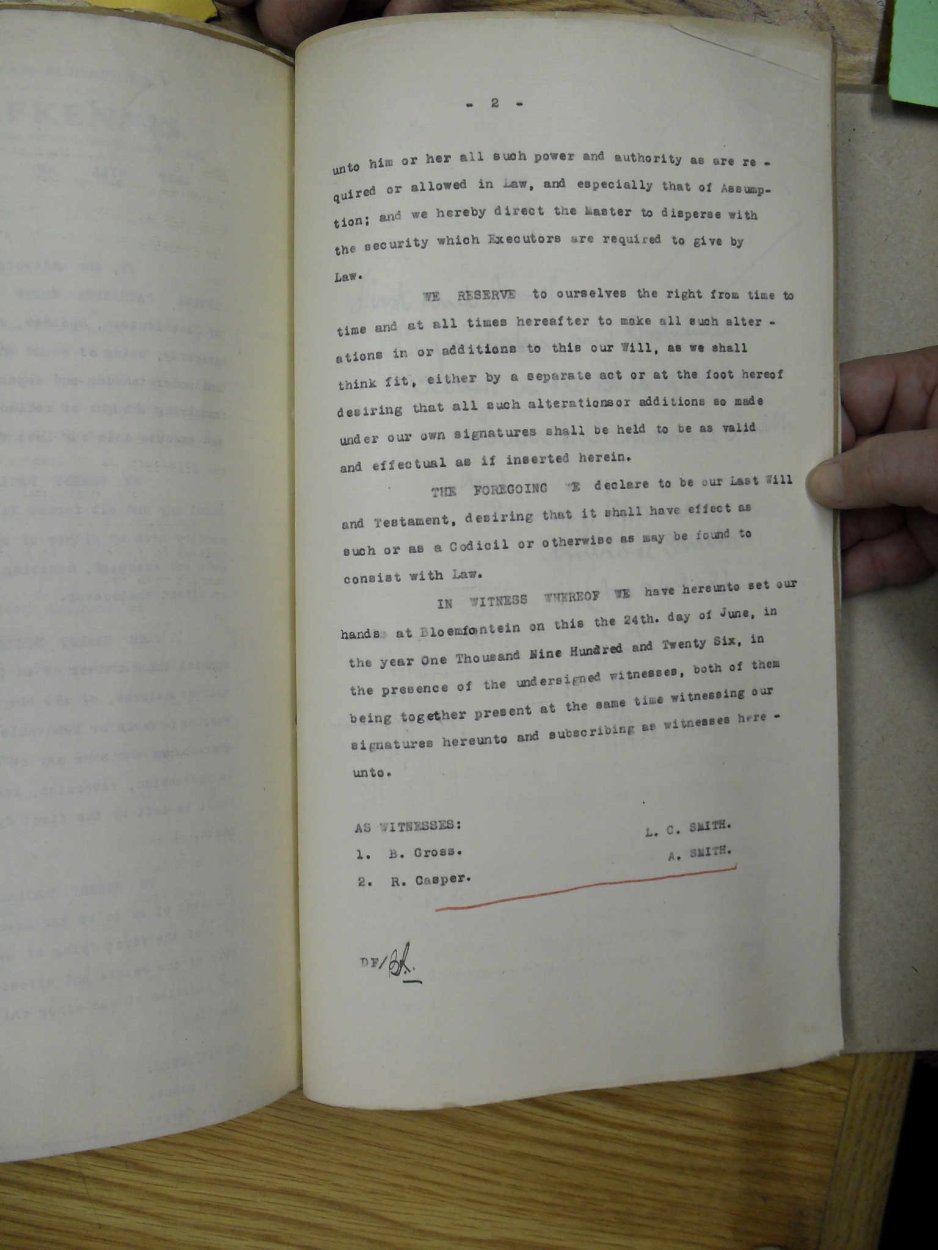 - 2 -
unto him or her all such power and authority as are re -
quired or allowed in Law, and especially that of Assump-
tion; and we hereby direct the Master to disperse with
the security which Executors are required to give by
Law.
WE RESERVE to ourselves the right from time to
time and at all times hereafter to make all such alter -
ations in or additions to this our Will, as we shall
think fit, either by a separate act or at the foot hereof
desiring that all such alterationsor additions so made
under our own signatures shall be held to be as valid
and effectual as if inserted herein.
THE FOREGOING WE declare to be our Last Will
and Testament, desiring that it shall have effect as
such or as a Codicil or otherwise as may be found to
consist with Law.
IN WITNESS WHEREOF WE have hereunto set our
hands at Bloemfontein on this the 24th. day of June, in
the year One Thousand Nine Hundred and Twenty Six, in
the presence of the undersigned witnesses, both of them
being together present at the same time witnessing our
signatures hereunto and subscribing as witnesses here -
unto.
AS WITNESSES:
L. C. SMITH.
1. B. Gross.
A. SMITH.
2. R. Casper.
DF/